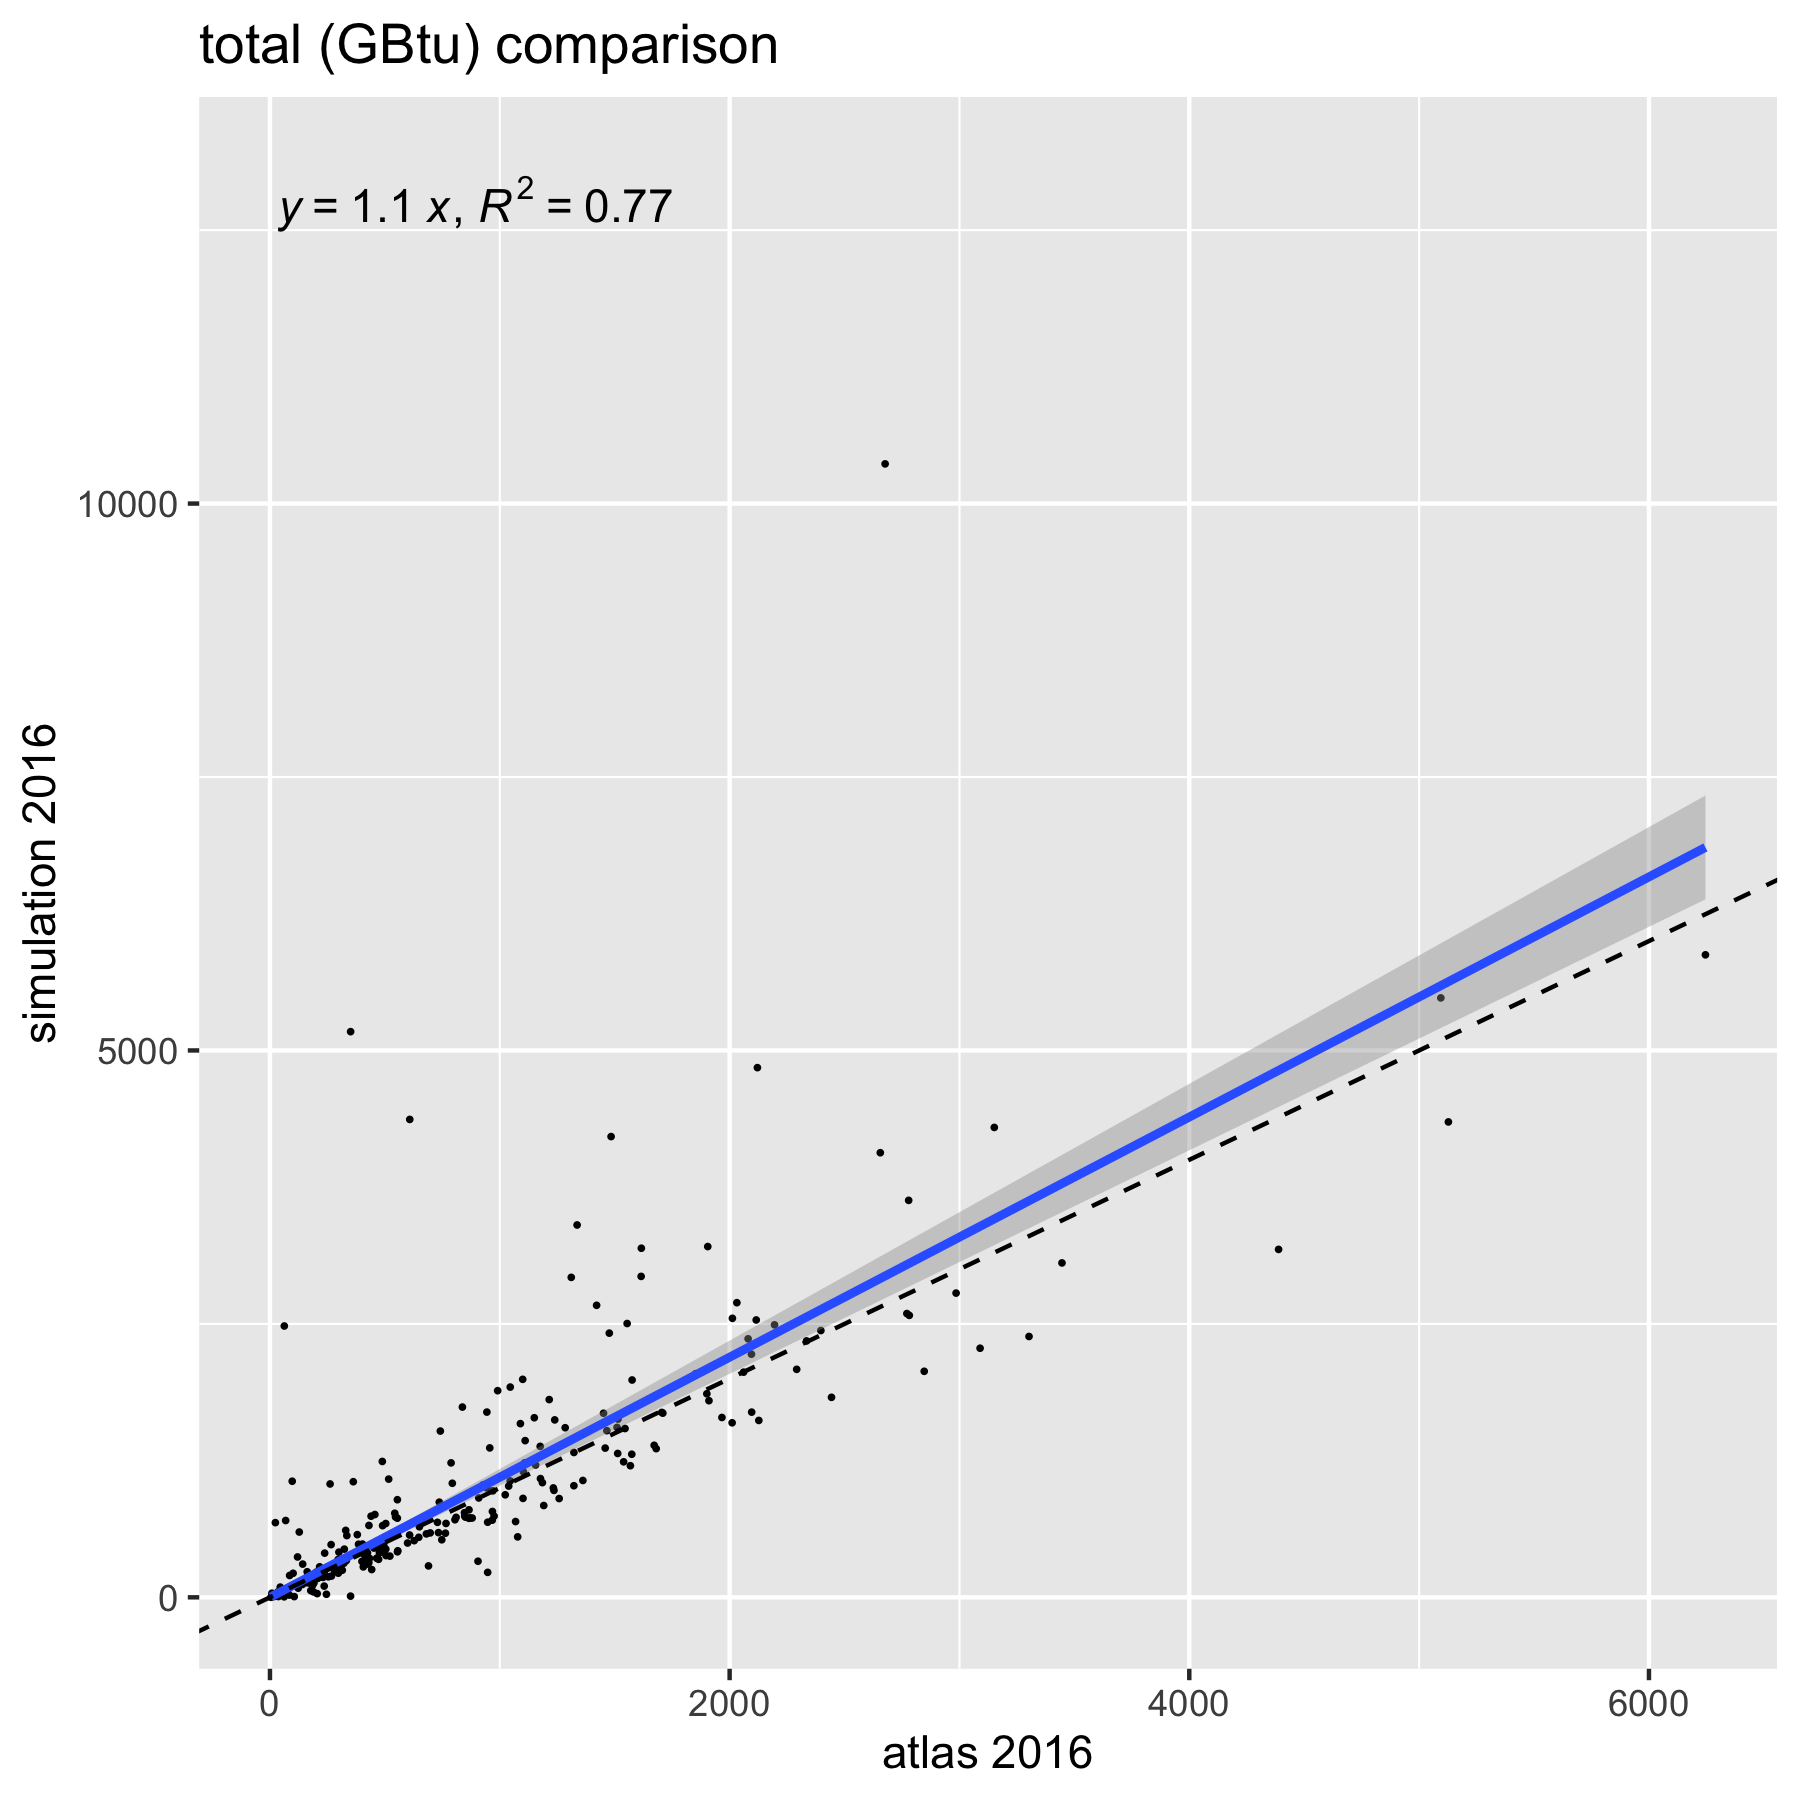 total (GBtu) comparison
y = 1.1 x, R² = 0.77
10000
5000
0
simulation 2016
0 2000 4000 6000
atlas 2016